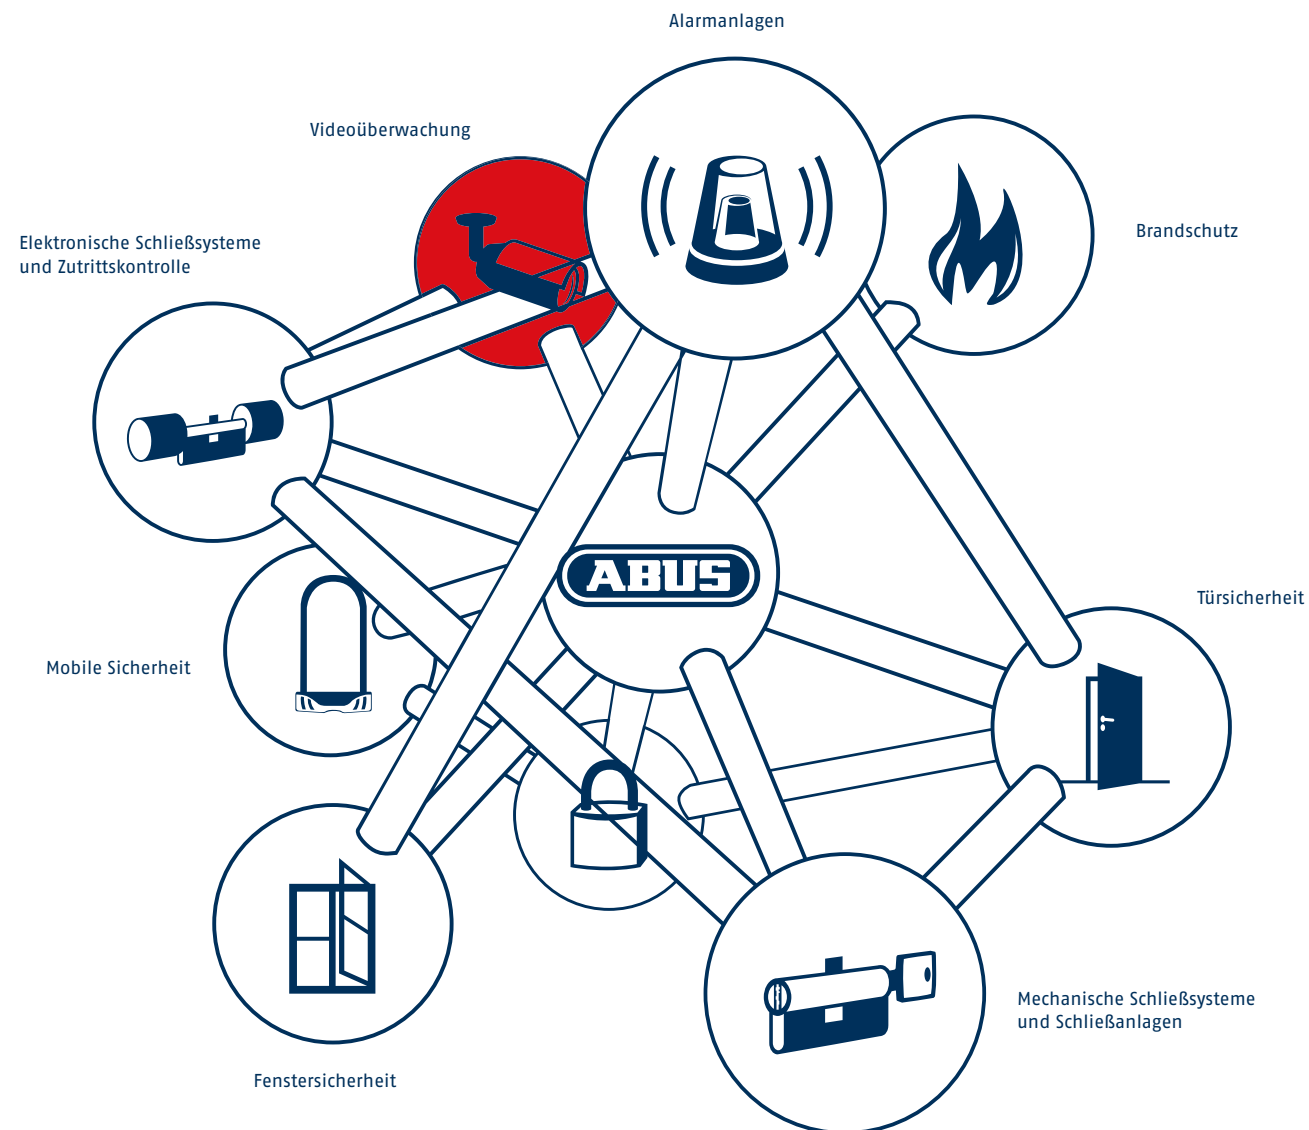 Alarmanlagen
Videoüberwachung
Brandschutz
Elektronische Schließsysteme
und Zutrittskontrolle
ABUS
Türsicherheit
Mobile Sicherheit
Mechanische Schließsysteme
und Schließanlagen
Fenstersicherheit